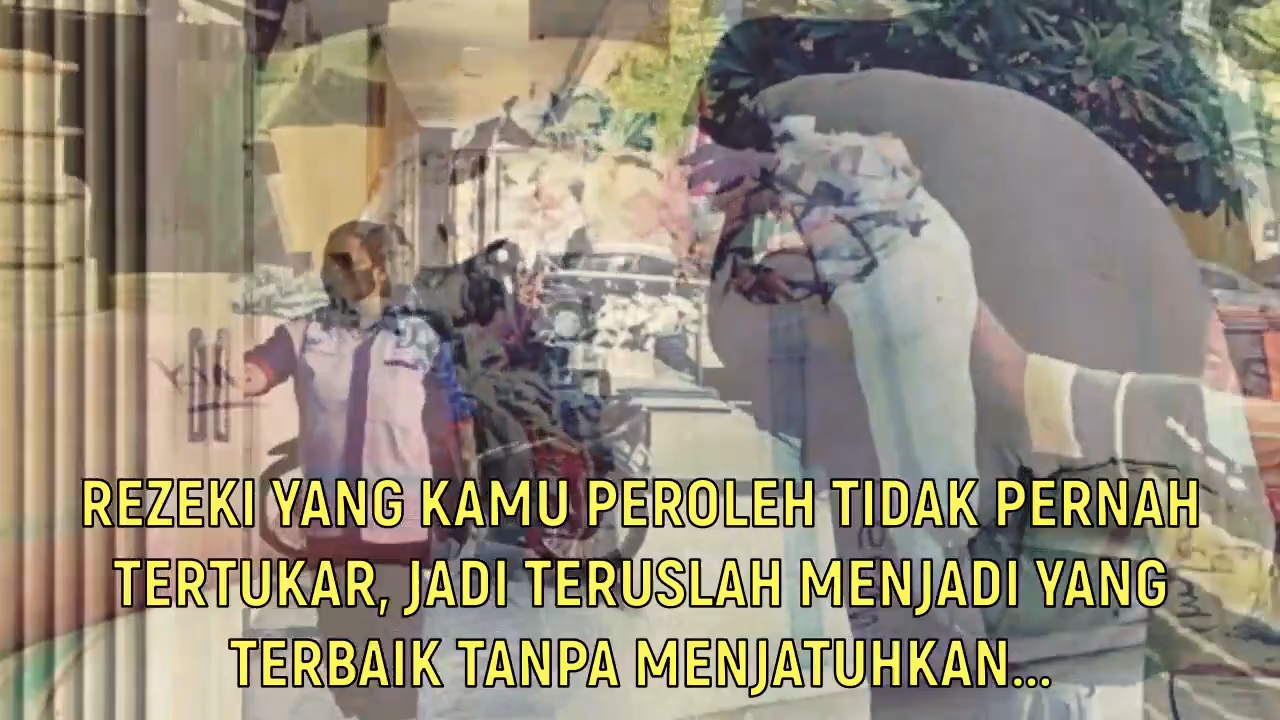 REZEKI YANG KAMU PEROLEH TIDAK PERNAH
TERTUKAR, JADI TERUSLAH MENJADI YANG
TERBAIK TANPA MENJATUHKAN...